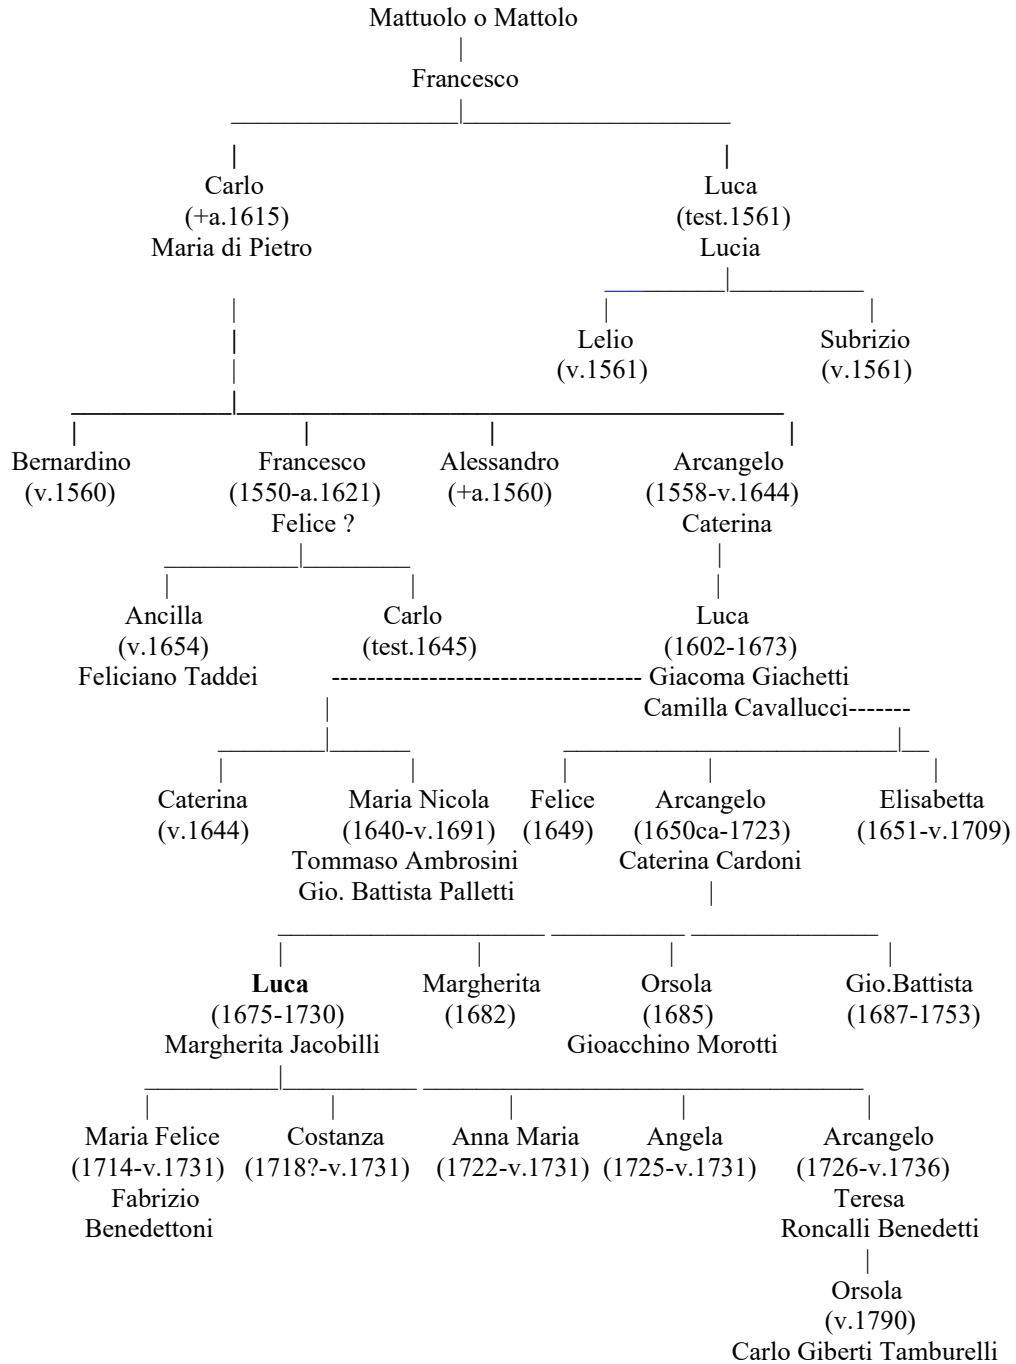 Mattuolo o Mattolo
Francesco
Carlo Luca
(+a.1615) (test.1561)
Maria di Pietro Lucia
Lelio Subrizio
(v.1561) (v.1561)
Bernardino Francesco Alessandro Arcangelo
(v.1560) (1550-a.1621) (+a.1560) (1558-v.1644)
Felice ? Caterina
Ancilla Carlo Luca
(v.1654) (test.1645) (1602-1673)
Feliciano Taddei ----------------------------------- Giacoma Giachetti
Camilla Cavallucci-------
Caterina Maria Nicola Felice Arcangelo Elisabetta
(v.1644) (1640-v.1691) (1649) (1650ca-1723) (1651-v.1709)
Tommaso Ambrosini Caterina Cardoni
Gio. Battista Palletti
Luca Margherita Orsola Gio.Battista
(1675-1730) (1682) (1685) (1687-1753)
Margherita Jacobilli Gioacchino Morotti
Maria Felice Costanza Anna Maria Angela Arcangelo
(1714-v.1731) (1718?-v.1731) (1722-v.1731) (1725-v.1731) (1726-v.1736)
Fabrizio Teresa
Benedettoni Roncalli Benedetti
Orsola
(v.1790)
Carlo Giberti Tamburelli